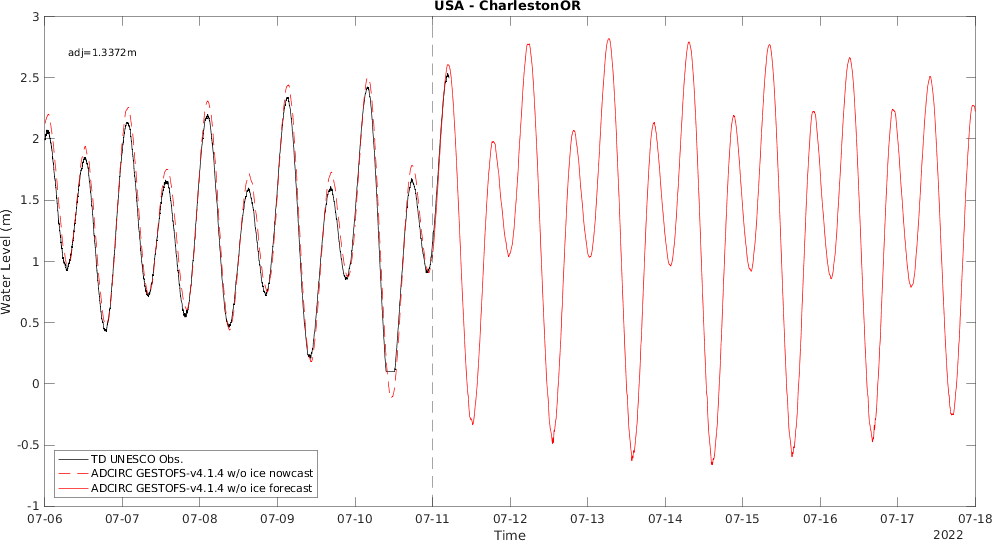 USA - CharlestonOR
adj=1.3372m
3
2.5
2
1.5
1
0.5
0
-0.5
-1
Water Level (m)
TD UNESCO Obs.
ADCIRC GESTOFS-v4.1.4 w/o ice nowcast
ADCIRC GESTOFS-v4.1.4 w/o ice forecast
07-06 07-07 07-08 07-09 07-10 07-11 07-12 07-13 07-14 07-15 07-16 07-17 07-18
Time
2022